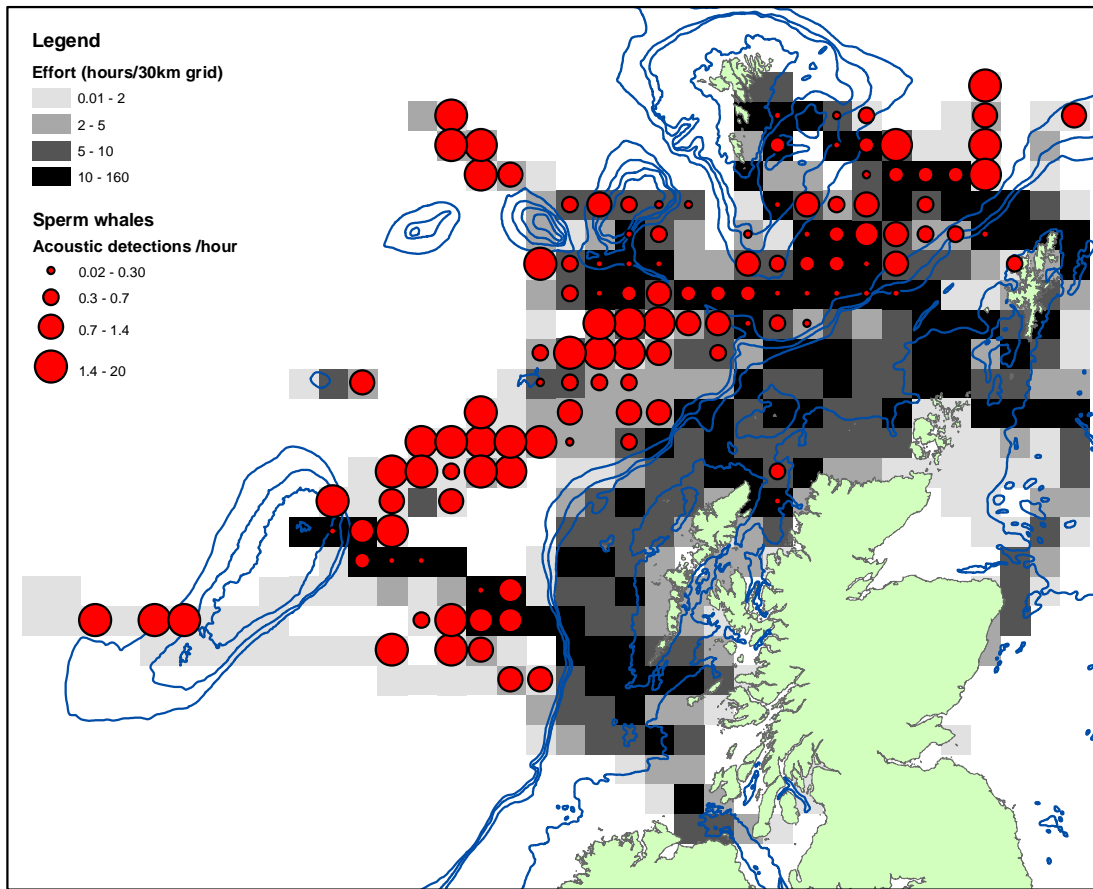 Legend
Effort (hours/30km grid)
0.01 - 2
2 - 5
5 - 10
10 - 160
Sperm whales
Acoustic detections /hour
0.02 - 0.30
0.3 - 0.7
0.7 - 1.4
1.4 - 20